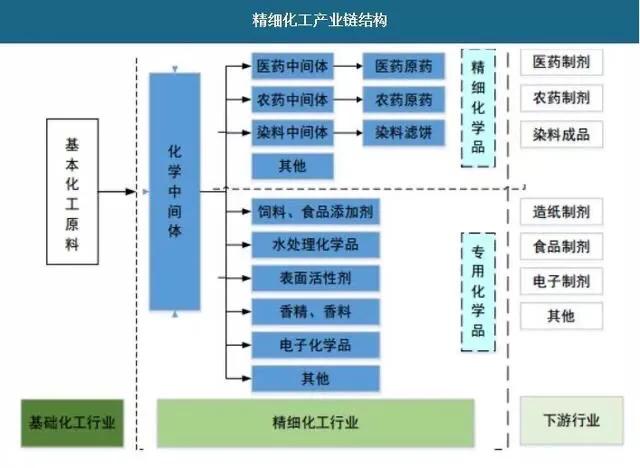 精细化工产业链结构
基本化工原料
化学中间体
医药中间体
医药原药
农药中间体
农药原药
染料中间体
染料滤饼
其他
精细化学品
医药制剂
农药制剂
染料成品
饲料、食品添加剂
水处理化学品
表面活性剂
香精、香料
电子化学品
其他
专用化学品
造纸制剂
食品制剂
电子制剂
其他
基础化工行业
精细化工行业
下游行业